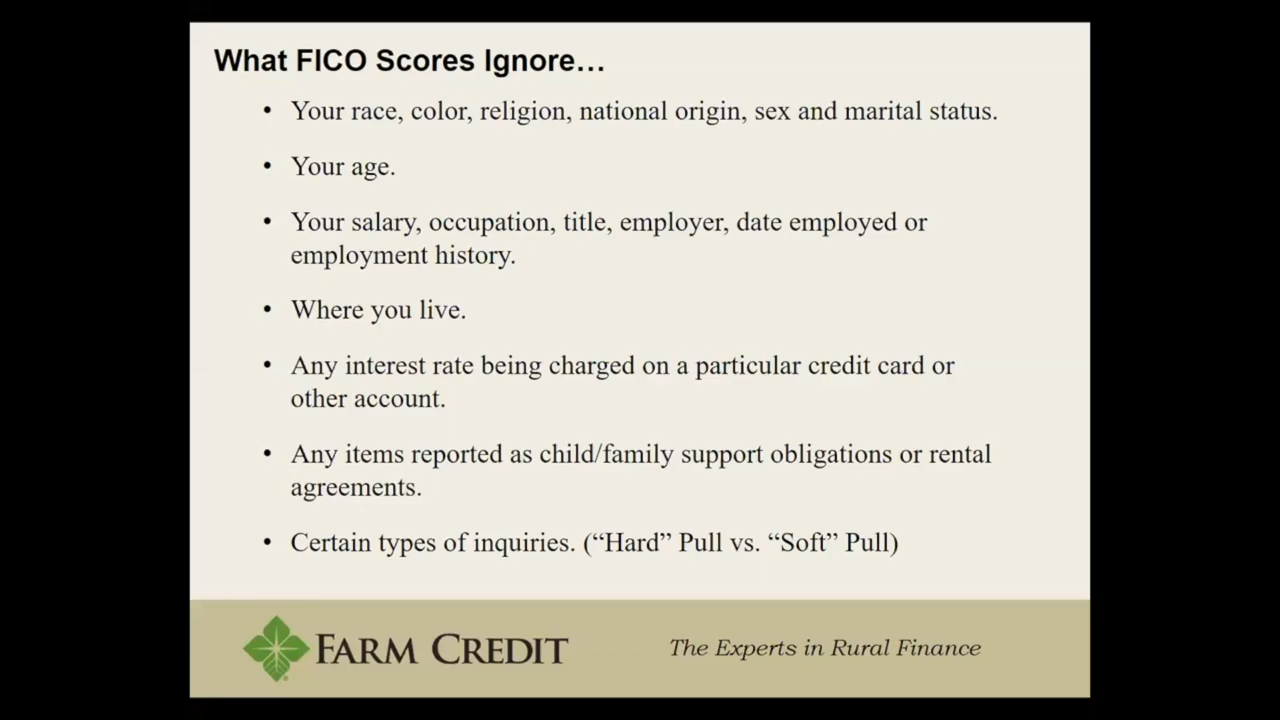 What FICO Scores Ignore…
• Your race, color, religion, national origin, sex and marital status.
• Your age.
• Your salary, occupation, title, employer, date employed or
employment history.
• Where you live.
• Any interest rate being charged on a particular credit card or
other account.
• Any items reported as child/family support obligations or rental
agreements.
• Certain types of inquiries. (“Hard” Pull vs. “Soft” Pull)
FARM CREDIT
The Experts in Rural Finance